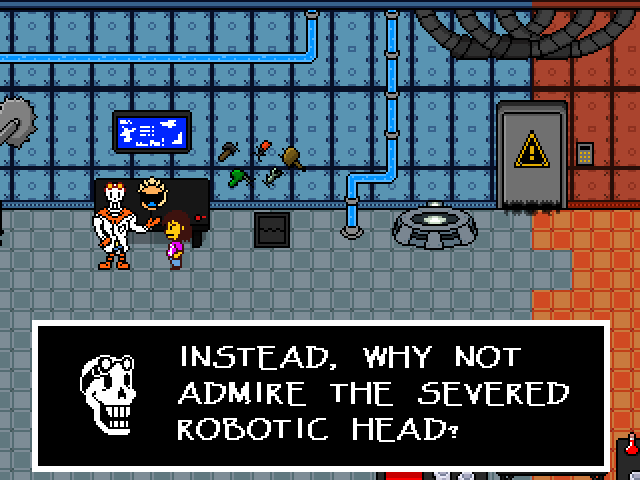 INSTEAD, WHY NOT
ADMIRE THE SEVERED
ROBOTIC HEAD?